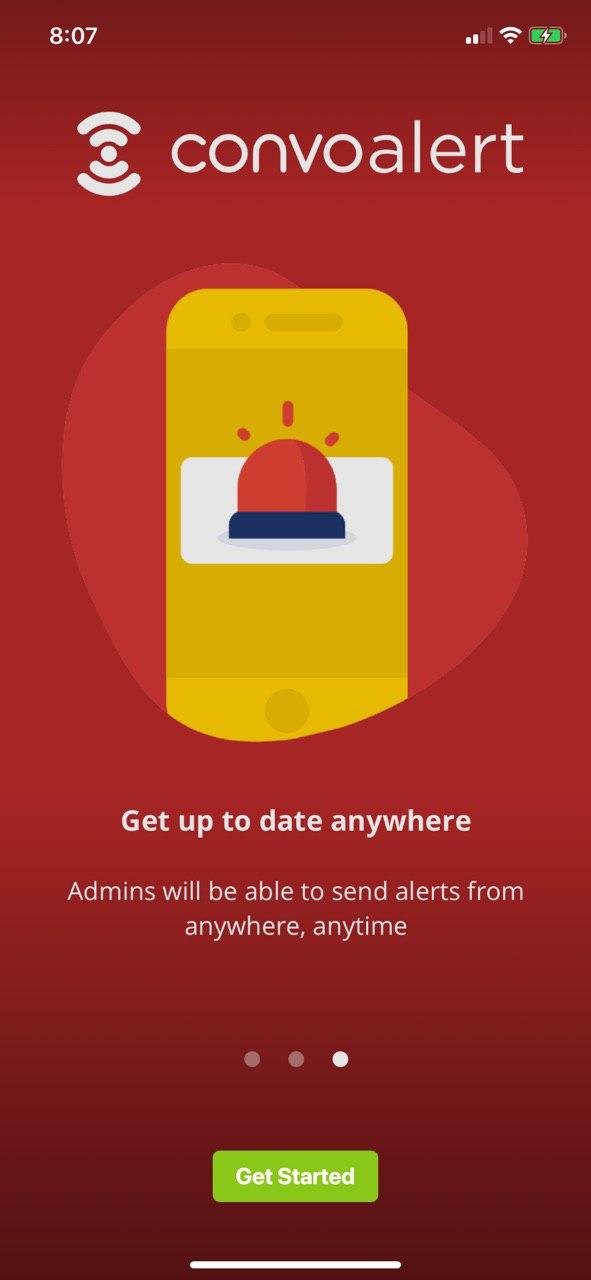 8:07
convoalert
Get up to date anywhere
Admins will be able to send alerts from
anywhere, anytime
Get Started